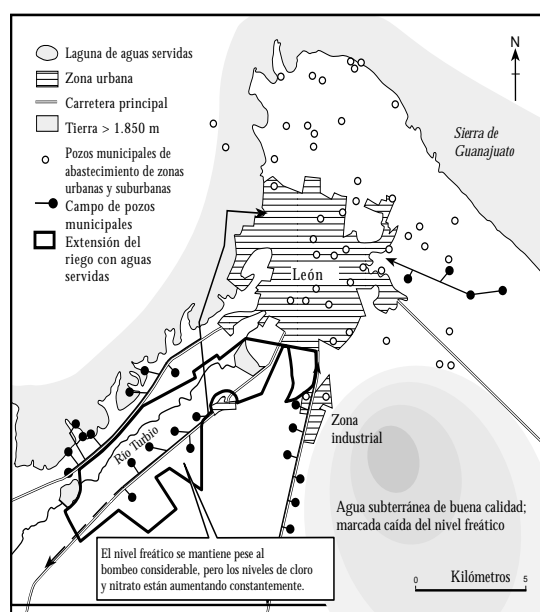 Laguna de aguas servidas
Zona urbana
Carretera principal
Tierra > 1.850 m
Pozos municipales de
abastecimiento de zonas
urbanas y suburbanas
Campo de pozos
municipales
Extensión del
riego con aguas
servidas
N
Sierra de
Guanajuato
León
Río Turbio
Zona
industrial
Agua subterránea de buena calidad;
marcada caída del nivel freático
El nivel freático se mantiene pese al
bombeo considerable, pero los niveles de cloro
y nitrato están aumentando constantemente.
Kilómetros
0
5